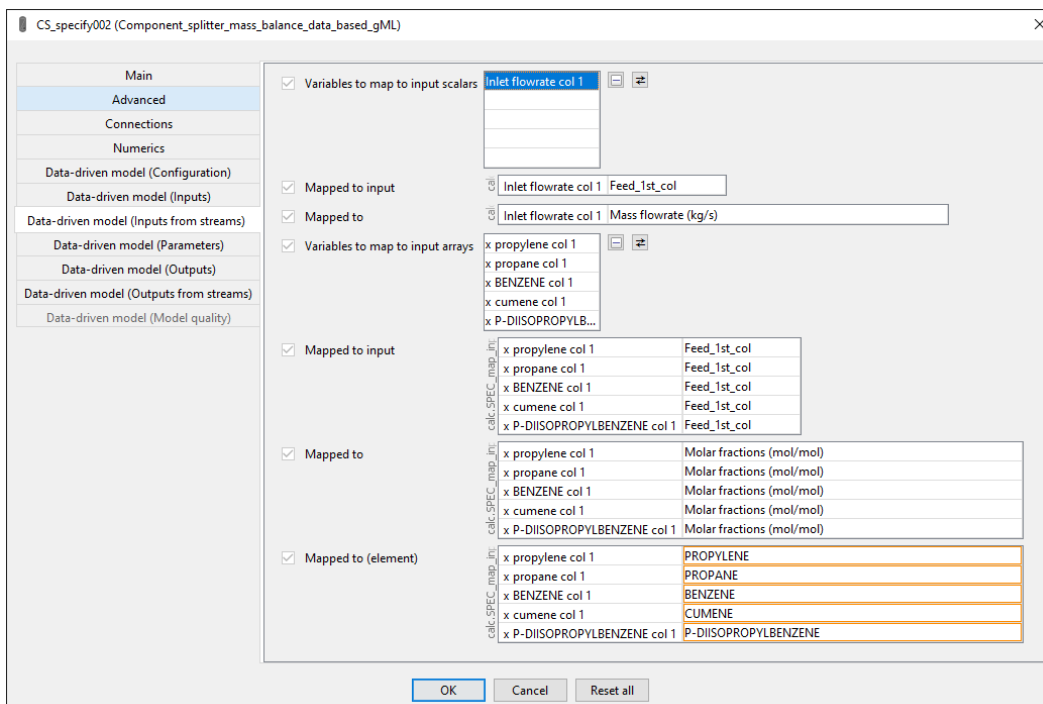 CS_specify002 (Component_splitter_mass_balance_data_based_gML)
Main
Advanced
Connections
Numerics
Data-driven model (Configuration)
Data-driven model (Inputs)
Data-driven model (Inputs from streams)
Data-driven model (Parameters)
Data-driven model (Outputs)
Data-driven model (Outputs from streams)
Data-driven model (Model quality)
Variables to map to input scalars
Inlet flowrate col 1
Mapped to input
cal
Inlet flowrate col 1 Feed_1st_col
Mapped to
cal
Inlet flowrate col 1 Mass flowrate (kg/s)
Variables to map to input arrays
x propylene col 1
x propane col 1
x BENZENE col 1
x cumene col 1
x P-DIISOPROPYLB...
Mapped to input
calc.SPEC_map_in
x propylene col 1 Feed_1st_col
x propane col 1 Feed_1st_col
x BENZENE col 1 Feed_1st_col
x cumene col 1 Feed_1st_col
x P-DIISOPROPYLBENZENE col 1 Feed_1st_col
Mapped to
calc.SPEC_map_in
x propylene col 1 Molar fractions (mol/mol)
x propane col 1 Molar fractions (mol/mol)
x BENZENE col 1 Molar fractions (mol/mol)
x cumene col 1 Molar fractions (mol/mol)
x P-DIISOPROPYLBENZENE col 1 Molar fractions (mol/mol)
Mapped to (element)
calc.SPEC_map_in
x propylene col 1 PROPYLENE
x propane col 1 PROPANE
x BENZENE col 1 BENZENE
x cumene col 1 CUMENE
x P-DIISOPROPYLBENZENE col 1 P-DIISOPROPYLBENZENE
OK Cancel Reset all